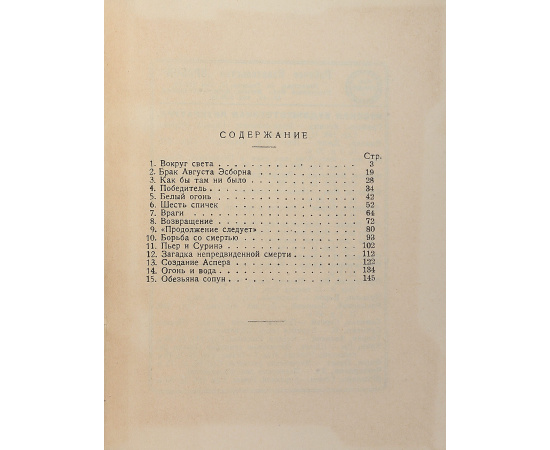 СОДЕРЖАНИЕ
Стр.
1. Вокруг света . . . . . . . . . . . . . . . . 3
2. Брак Августа Эсборна . . . . . . . . . . . . 19
3. Как бы там ни было . . . . . . . . . . . . . 28
4. Победитель . . . . . . . . . . . . . . . . . 34
5. Белый огонь . . . . . . . . . . . . . . . . 42
6. Шесть спичек . . . . . . . . . . . . . . . . 52
7. Враги . . . . . . . . . . . . . . . . . . . 64
8. Возвращение . . . . . . . . . . . . . . . . 72
9. «Продолжение следует» . . . . . . . . . . . 80
10. Борьба со смертью . . . . . . . . . . . . . 93
11. Пьер и Суринэ . . . . . . . . . . . . . . . 102
12. Загадка непредвиденной смерти . . . . . . . 112
13. Создание Аспера . . . . . . . . . . . . . . 122
14. Огонь и вода . . . . . . . . . . . . . . . . 134
15. Обезьяна сопун . . . . . . . . . . . . . . . 145